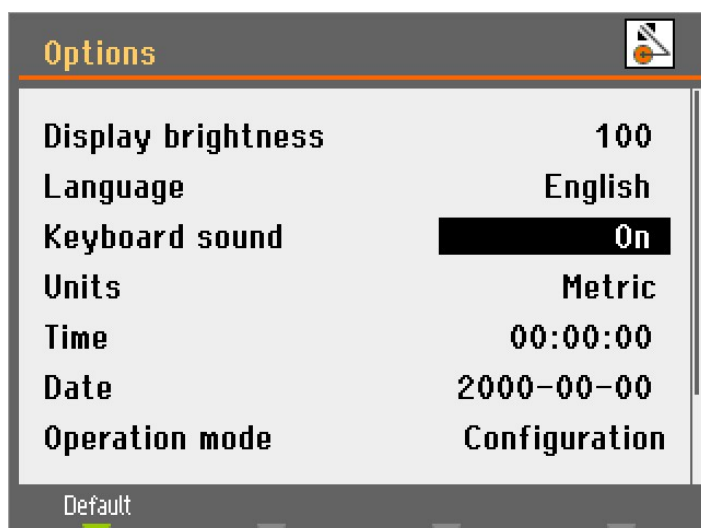 Options
Display brightness 100
Language English
Keyboard sound On
Units Metric
Time 00:00:00
Date 2000-00-00
Operation mode Configuration
Default